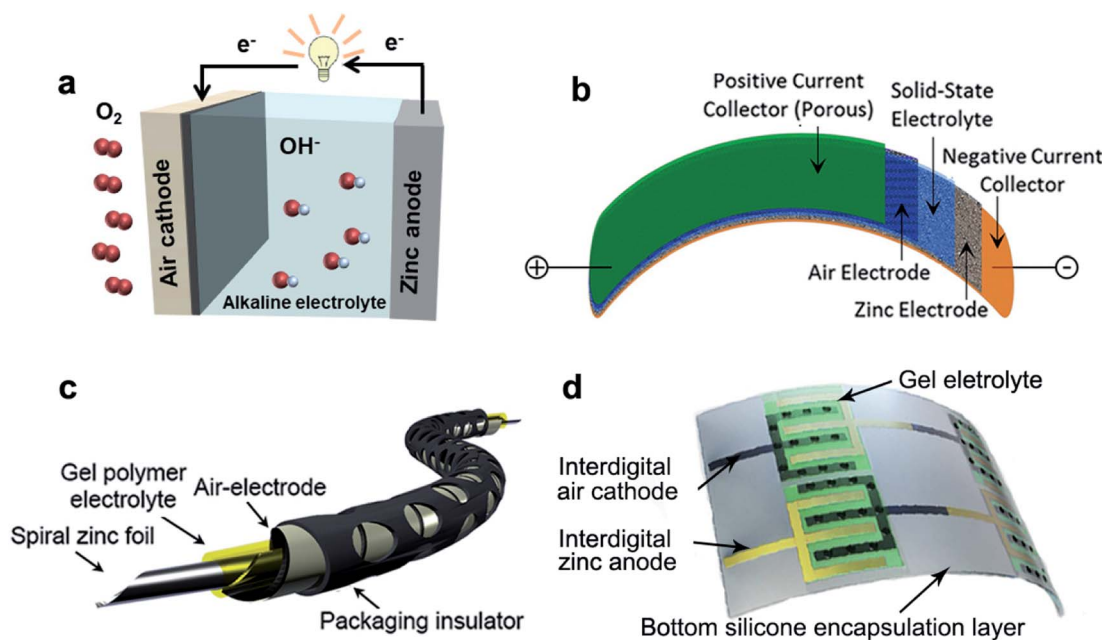 a
e-
e-
O2
Air cathode
OH-
Alkaline electrolyte
Zinc anode
b
Positive Current
Collector (Porous)
Solid-State
Electrolyte
Negative Current
Collector
+
-
Air Electrode
Zinc Electrode
c
Gel polymer
electrolyte
Air-electrode
Spiral zinc foil
Packaging insulator
d
Gel eletrolyte
Interdigital
air cathode
Interdigital
zinc anode
Bottom silicone encapsulation layer